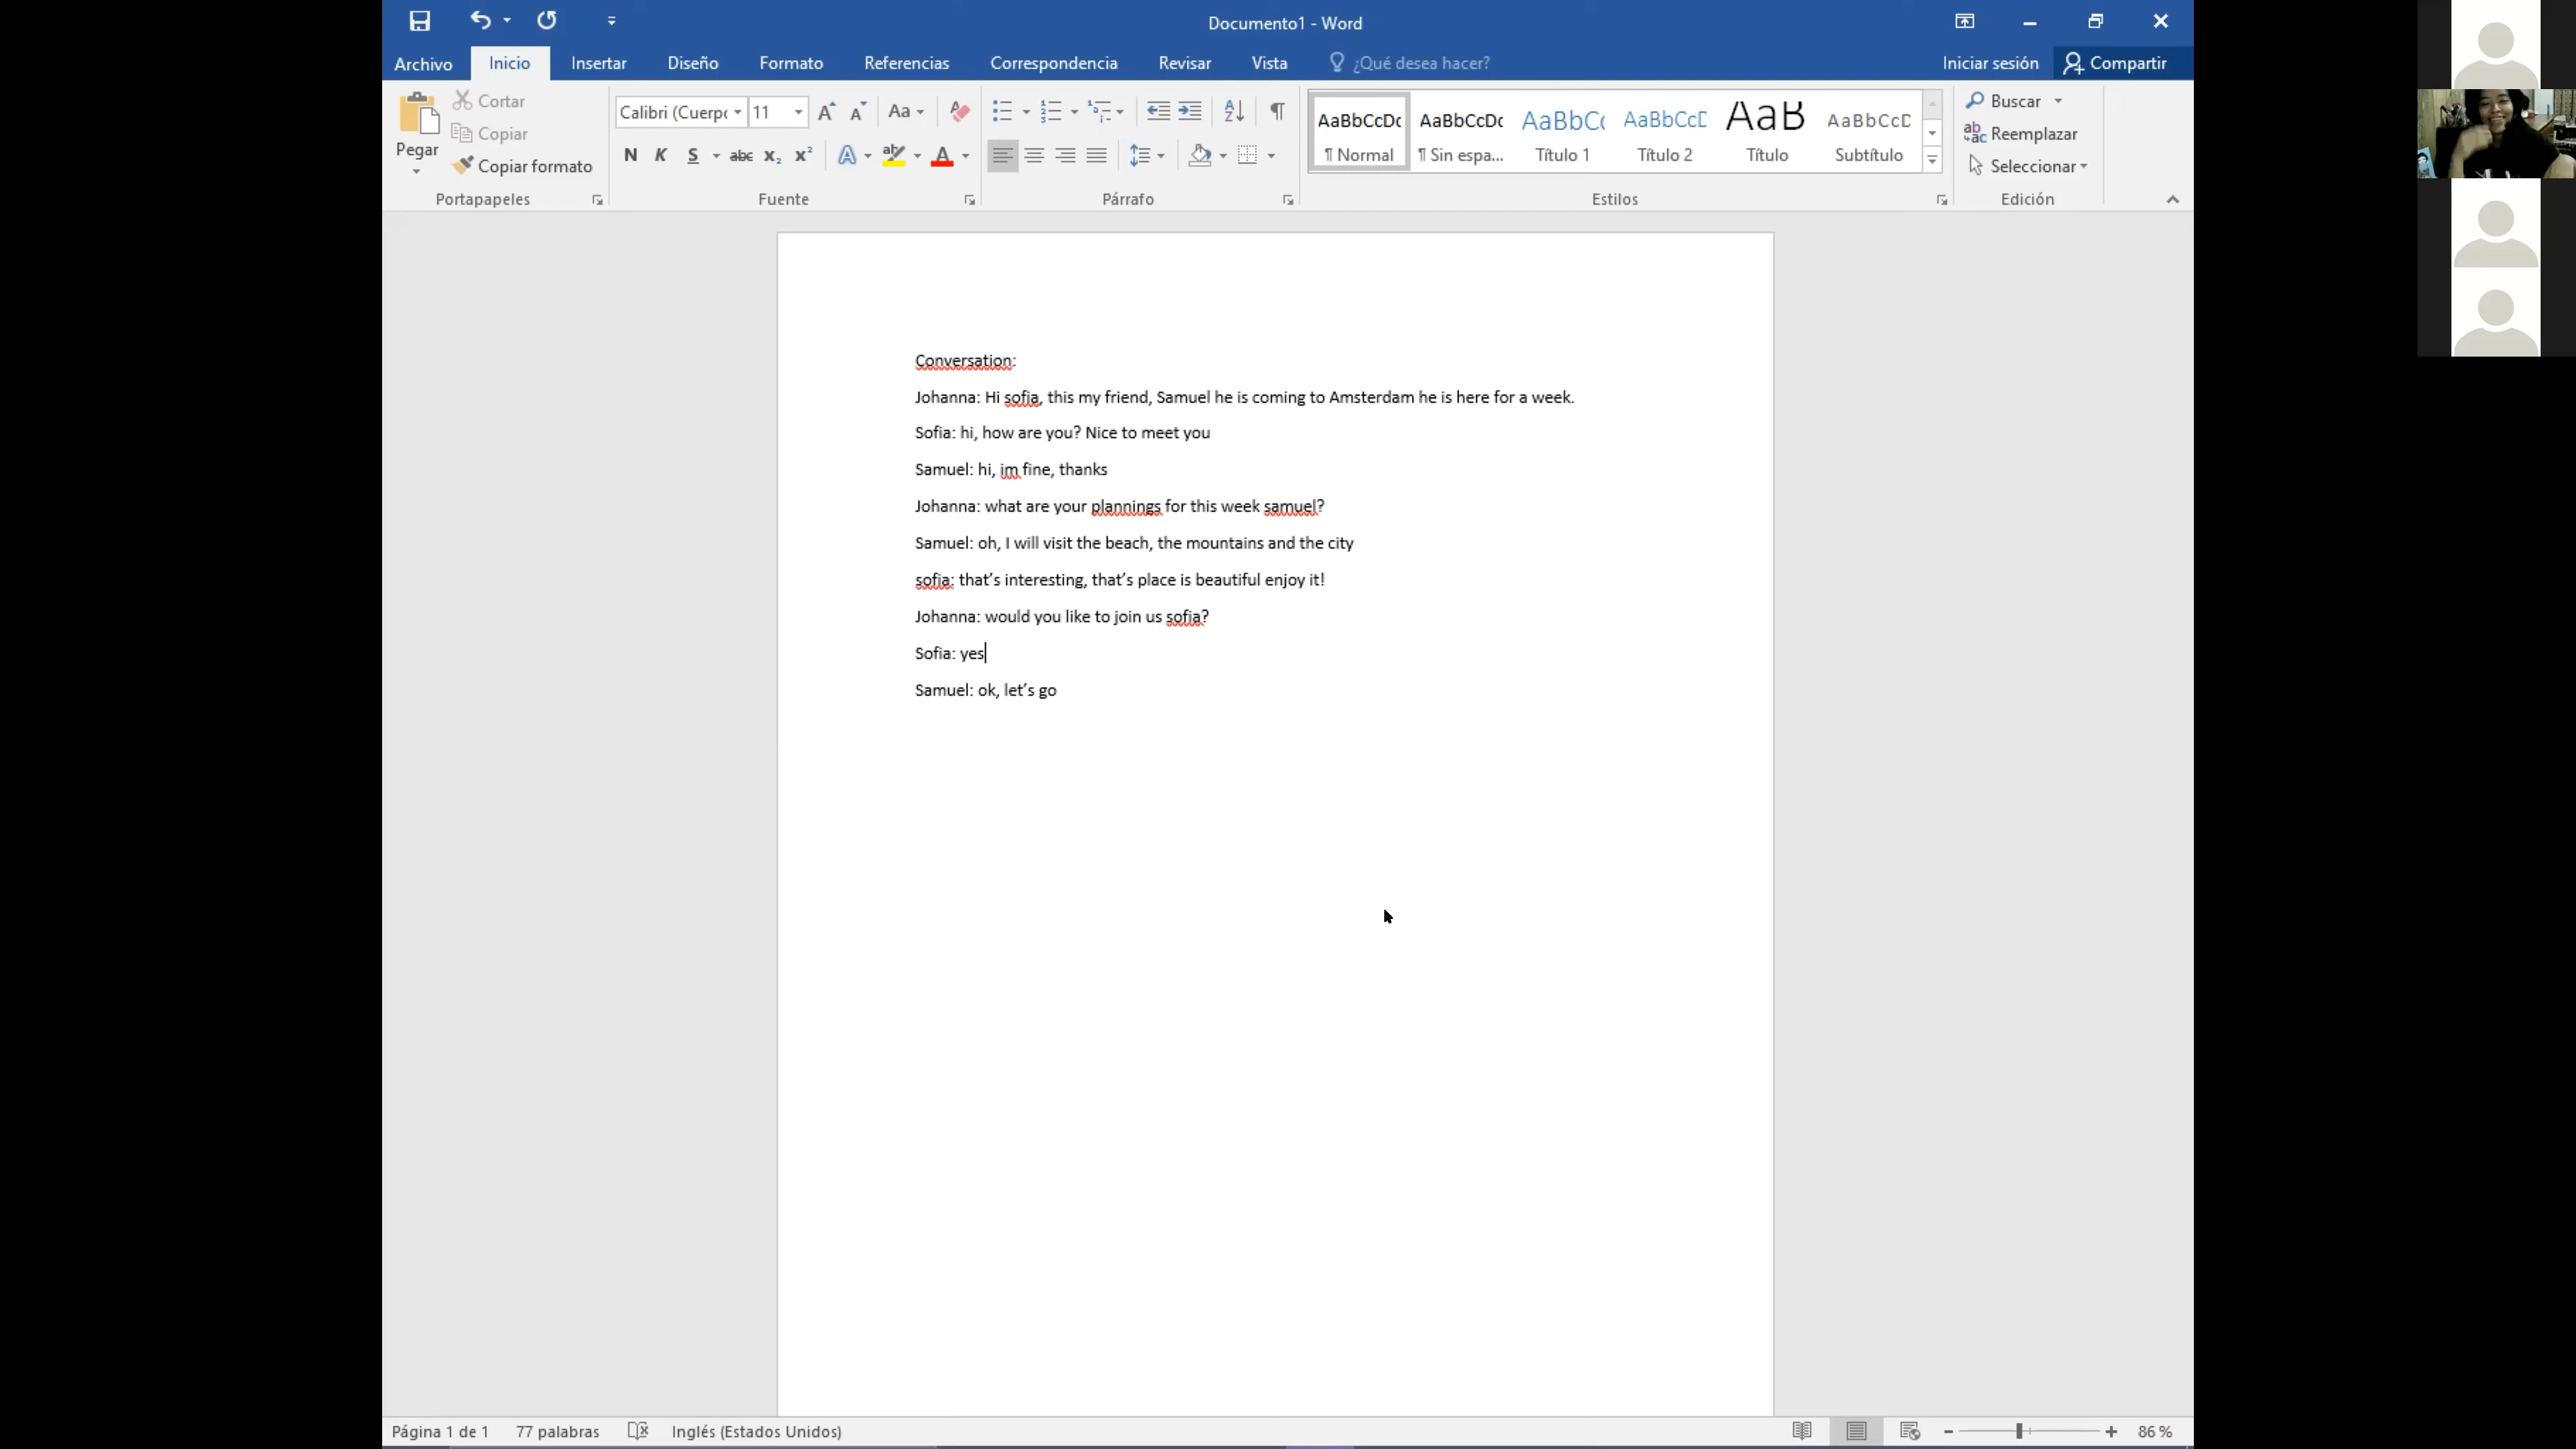 Documento1 - Word
Archivo Inicio Insertar Diseño Formato Referencias Correspondencia Revisar Vista ¿Qué desea hacer? Iniciar sesión Compartir
Pegar
Cortar
Copiar
Copiar formato
Portapapeles
Calibri (Cuerpo 11
Aa
N K S abc x₂ x²
Fuente
Párrafo
AaBbCcDc AaBbCcDc AaBbC AaBbCcD AaB AaBbCcD
¶ Normal ¶ Sin espa... Título 1 Título 2 Título Subtítulo
Estilos
Buscar
Reemplazar
Seleccionar
Edición
Conversation:
Johanna: Hi sofia, this my friend, Samuel he is coming to Amsterdam he is here for a week.
Sofia: hi, how are you? Nice to meet you
Samuel: hi, im fine, thanks
Johanna: what are your plannings for this week samuel?
Samuel: oh, I will visit the beach, the mountains and the city
sofia: that’s interesting, that’s place is beautiful enjoy it!
Johanna: would you like to join us sofia?
Sofia: yes
Samuel: ok, let’s go
Página 1 de 1 77 palabras Inglés (Estados Unidos) 86 %